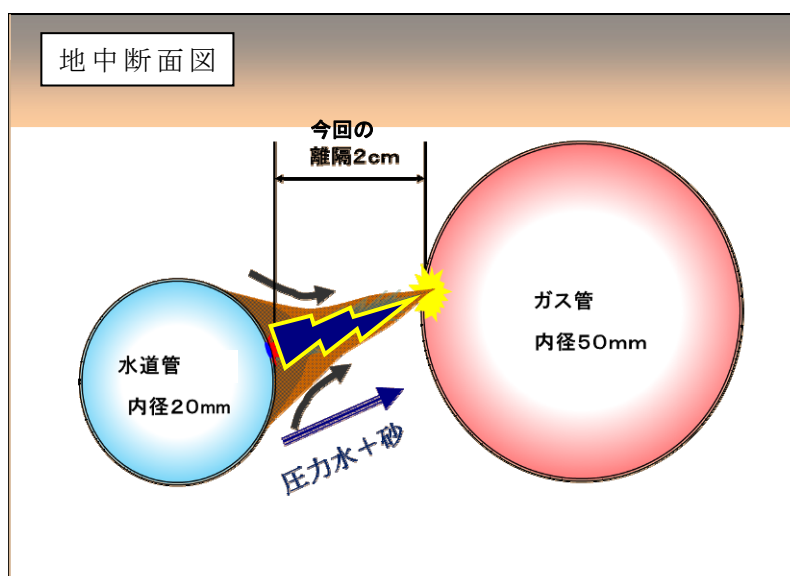 地中断面図
今回の
離隔2cm
ガス管
内径50mm
水道管
内径20mm
圧力水＋砂